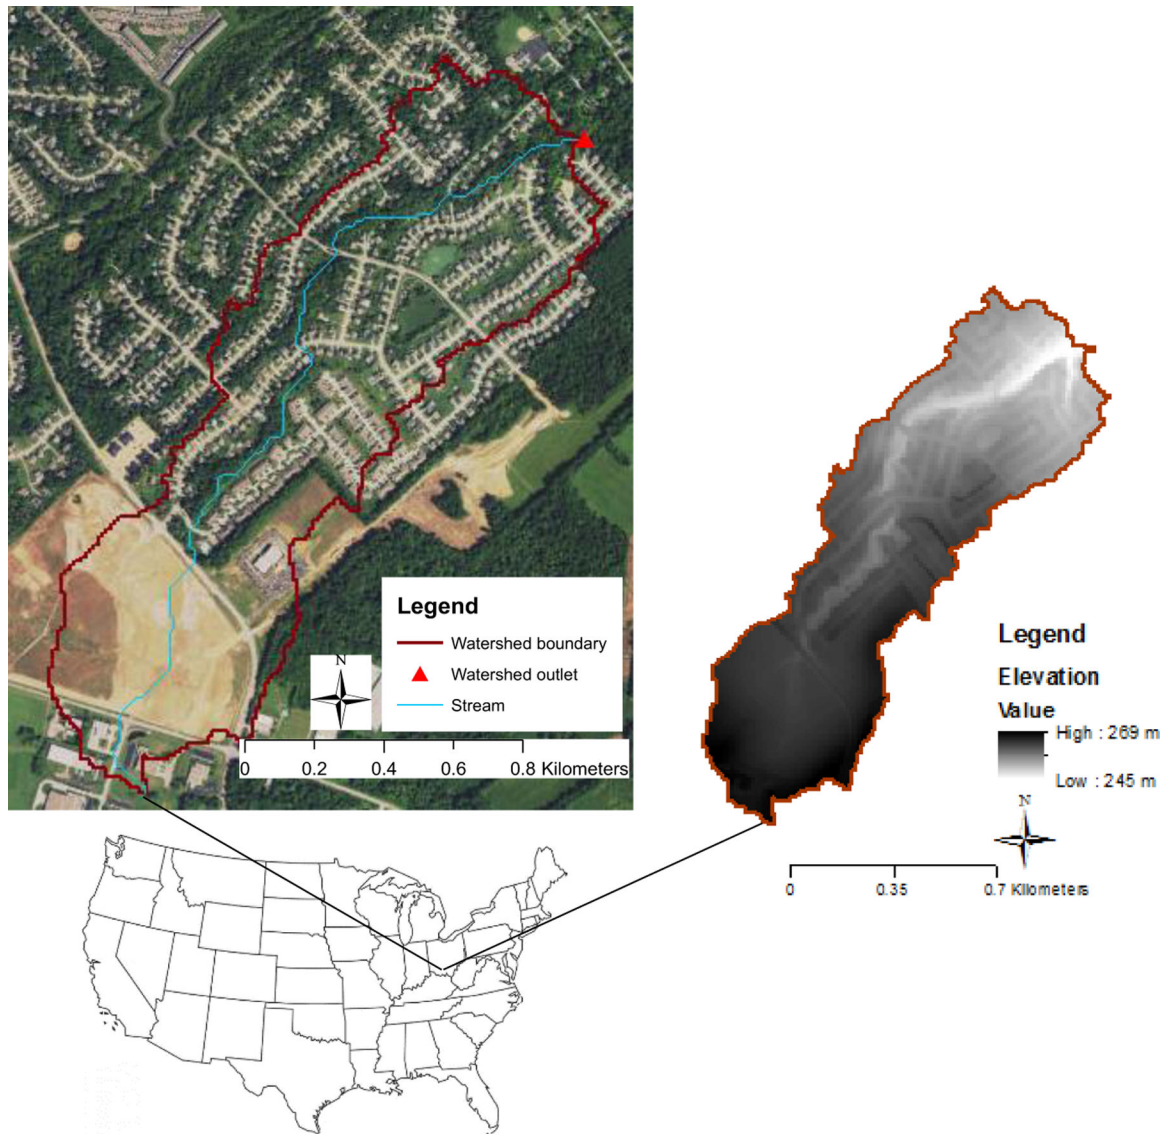 Legend
Watershed boundary
Watershed outlet
Stream
N
0 0.2 0.4 0.6 0.8 Kilometers
Legend
Elevation
Value
High : 269 m
Low : 245 m
N
0 0.35 0.7 Kilometers